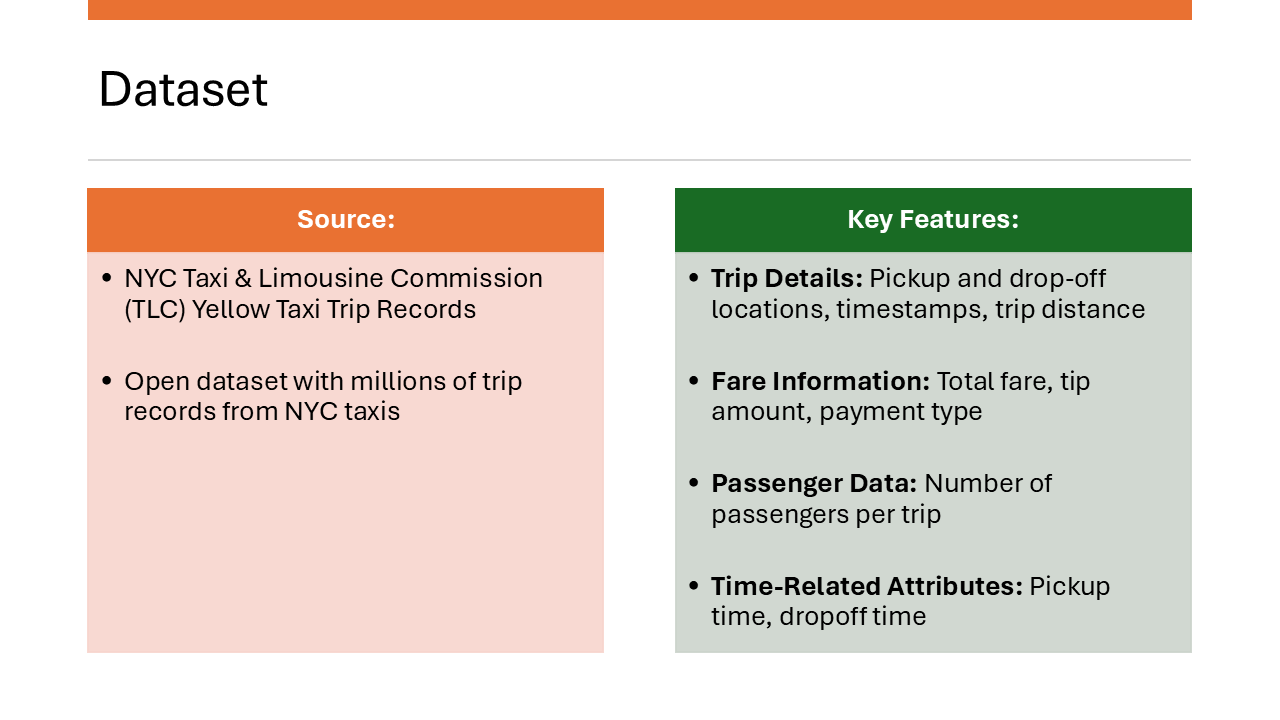 Dataset
Source:
• NYC Taxi & Limousine Commission
(TLC) Yellow Taxi Trip Records
• Open dataset with millions of trip
records from NYC taxis
Key Features:
• Trip Details: Pickup and drop-off
locations, timestamps, trip distance
• Fare Information: Total fare, tip
amount, payment type
• Passenger Data: Number of
passengers per trip
• Time-Related Attributes: Pickup
time, dropoff time